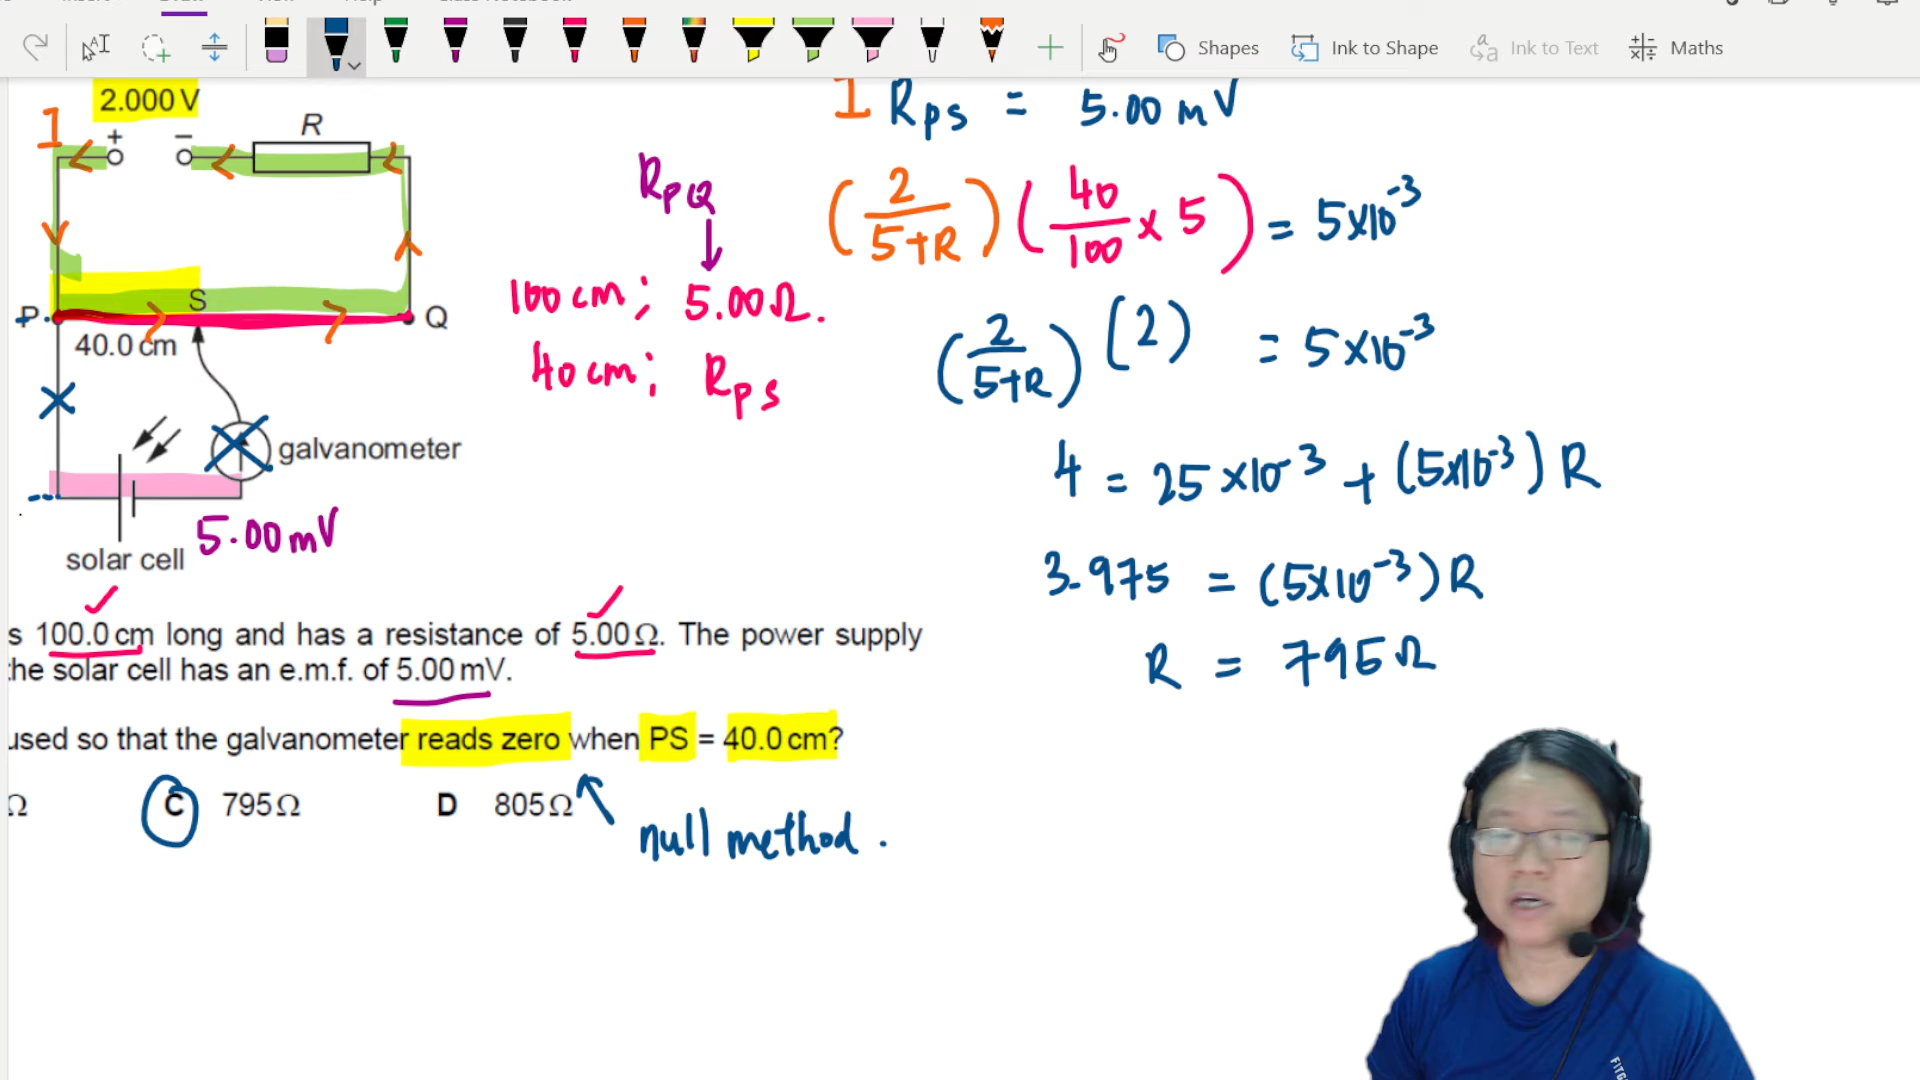 Shapes
Ink to Shape
Ink to Text
Maths
2.000 V
I
+
−
R
P
S
Q
40.0 cm
galvanometer
solar cell
5.00 mV
R_PQ
100 cm ; 5.00 Ω.
40 cm ; R_PS
I R_PS = 5.00 mV
(2/(5+R)) (40/100 × 5) = 5×10⁻³
(2/(5+R)) (2) = 5×10⁻³
4 = 25×10⁻³ + (5×10⁻³) R
3.975 = (5×10⁻³) R
R = 795 Ω
s 100.0 cm long and has a resistance of 5.00 Ω. The power supply
the solar cell has an e.m.f. of 5.00 mV.
used so that the galvanometer reads zero when PS = 40.0 cm?
Ω C 795 Ω D 805 Ω
null method .